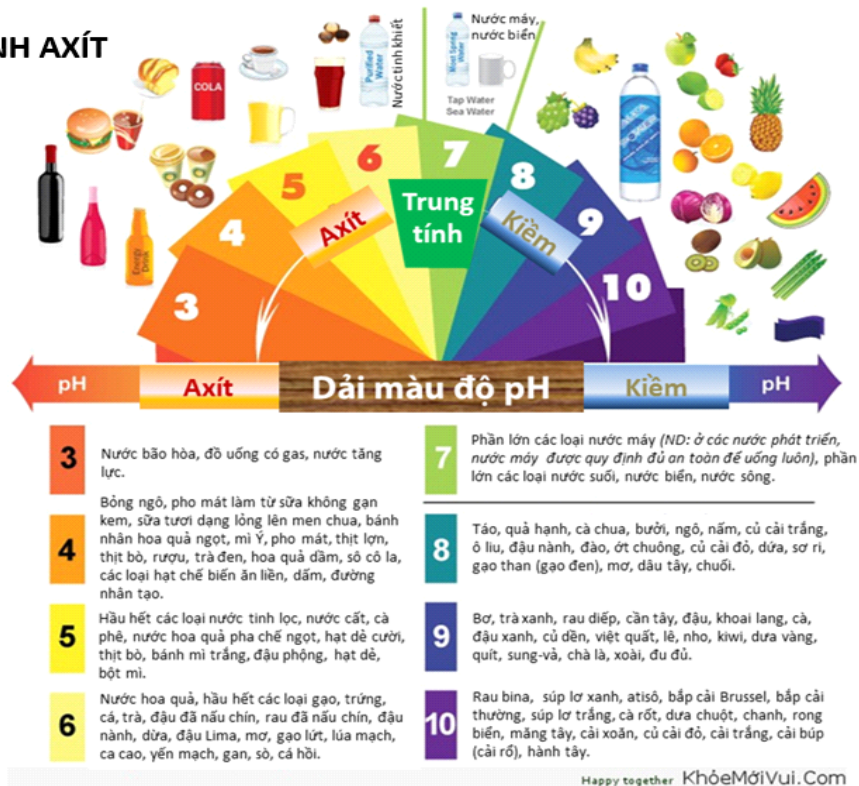 NH AXÍT
COLA
Purified
Water
Nước tinh khiết
Most Spring
Water
Nước máy,
nước biển
Tap Water
Sea Water
Energy
Drink
3
4
5
6
7
8
9
10
Axít
Trung
tính
Kiềm
pH
Axít
Dải màu độ pH
Kiềm
pH
3
Nước bão hòa, đồ uống có gas, nước tăng
lực.
4
Bỏng ngô, pho mát làm từ sữa không gạn
kem, sữa tươi dạng lỏng lên men chua, bánh
nhân hoa quả ngọt, mì Ý, pho mát, thịt lợn,
thịt bò, rượu, trà đen, hoa quả dầm, sô cô la,
các loại hạt chế biến ăn liền, dấm, đường
nhân tạo.
5
Hầu hết các loại nước tinh lọc, nước cất, cà
phê, nước hoa quả pha chế ngọt, hạt dẻ cười,
thịt bò, bánh mì trắng, đậu phộng, hạt dẻ,
bột mì.
6
Nước hoa quả, hầu hết các loại gạo, trứng,
cá, trà, đậu đã nấu chín, rau đã nấu chín, đậu
nành, dừa, đậu Lima, mơ, gạo lứt, lúa mạch,
ca cao, yến mạch, gan, sò, cá hồi.
7
Phần lớn các loại nước máy (ND: ở các nước phát triển,
nước máy được quy định đủ an toàn để uống luôn), phần
lớn các loại nước suối, nước biển, nước sông.
8
Táo, quả hạnh, cà chua, bưởi, ngô, nấm, củ cải trắng,
ô liu, đậu nành, đào, ớt chuông, củ cải đỏ, dứa, sơ ri,
gạo than (gạo đen), mơ, dâu tây, chuối.
9
Bơ, trà xanh, rau diếp, cần tây, đậu, khoai lang, cà,
đậu xanh, củ dền, việt quất, lê, nho, kiwi, dưa vàng,
quít, sung-vả, chà là, xoài, đu đủ.
10
Rau bina, súp lơ xanh, atisô, bắp cải Brussel, bắp cải
thường, súp lơ trắng, cà rốt, dưa chuột, chanh, rong
biển, măng tây, cải xoăn, củ cải đỏ, cải trắng, cải búp
(cải rổ), hành tây.
Happy together KhỏeMớiVui.Com